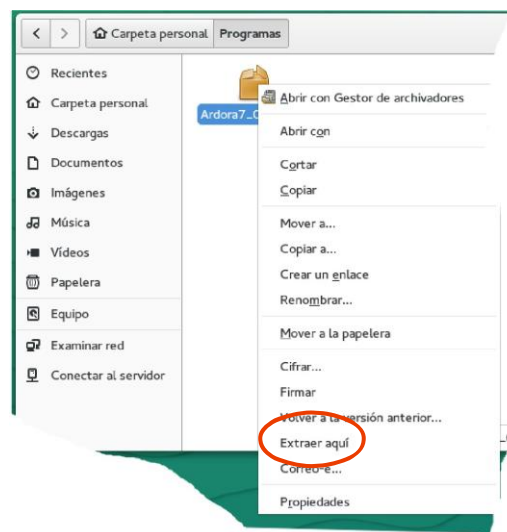 Carpeta personal Programas
Recientes
Carpeta personal
Descargas
Documentos
Imágenes
Música
Vídeos
Papelera
Equipo
Examinar red
Conectar al servidor
Ardora7_
Abrir con Gestor de archivadores
Abrir con
Cortar
Copiar
Mover a...
Copiar a...
Crear un enlace
Renombrar...
Mover a la papelera
Cifrar...
Firmar
Volver a la versión anterior...
Extraer aquí
Correo-e...
Propiedades